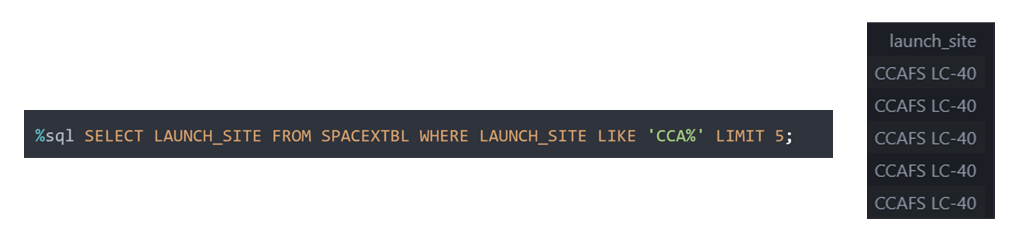 %sql SELECT LAUNCH_SITE FROM SPACEXTBL WHERE LAUNCH_SITE LIKE 'CCA%' LIMIT 5;
launch_site
CCAFS LC-40
CCAFS LC-40
CCAFS LC-40
CCAFS LC-40
CCAFS LC-40